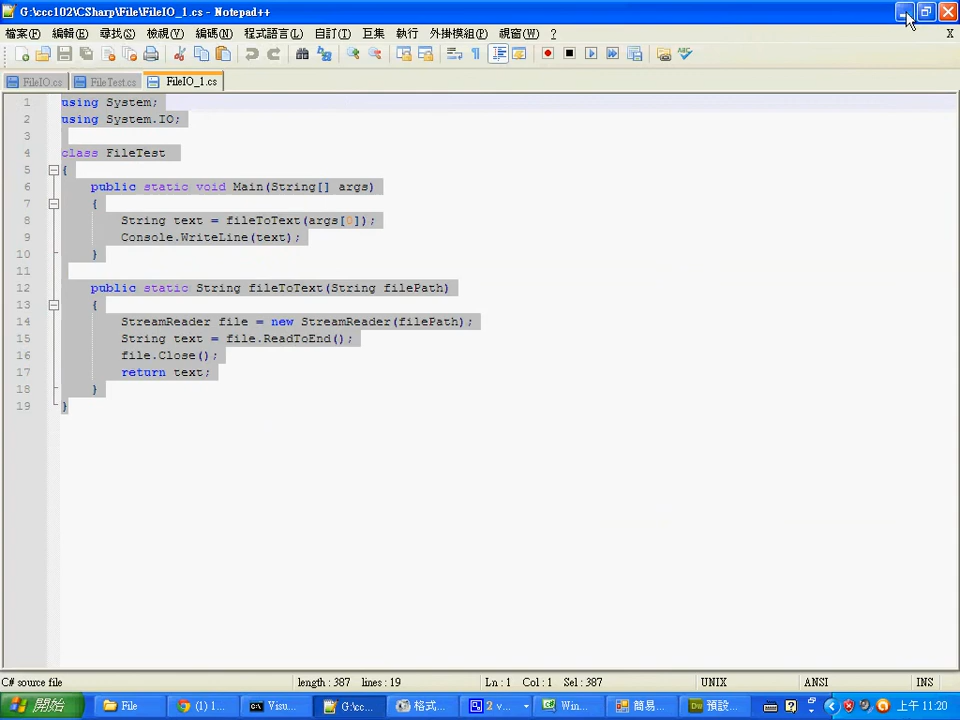 G:\ccc102\CSharp\File\FileIO_1.cs - Notepad++
檔案(F) 編輯(E) 尋找(S) 檢視(V) 編碼(N) 程式語言(L) 自訂(T) 巨集 執行 外掛模組(P) 視窗(W) ? X
FileIO.cs FileTest.cs FileIO_1.cs
1 using System;
2 using System.IO;
3
4 class FileTest
5 {
6 public static void Main(String[] args)
7 {
8 String text = fileToText(args[0]);
9 Console.WriteLine(text);
10 }
11
12 public static String fileToText(String filePath)
13 {
14 StreamReader file = new StreamReader(filePath);
15 String text = file.ReadToEnd();
16 file.Close();
17 return text;
18 }
19 }
C# source file length : 387 lines : 19 Ln : 1 Col : 1 Sel : 387 UNIX ANSI INS
開始 File (1) 1... Visu... G:\cc... 格式... 2 v... Win... 簡易... 預設... 上午 11:20